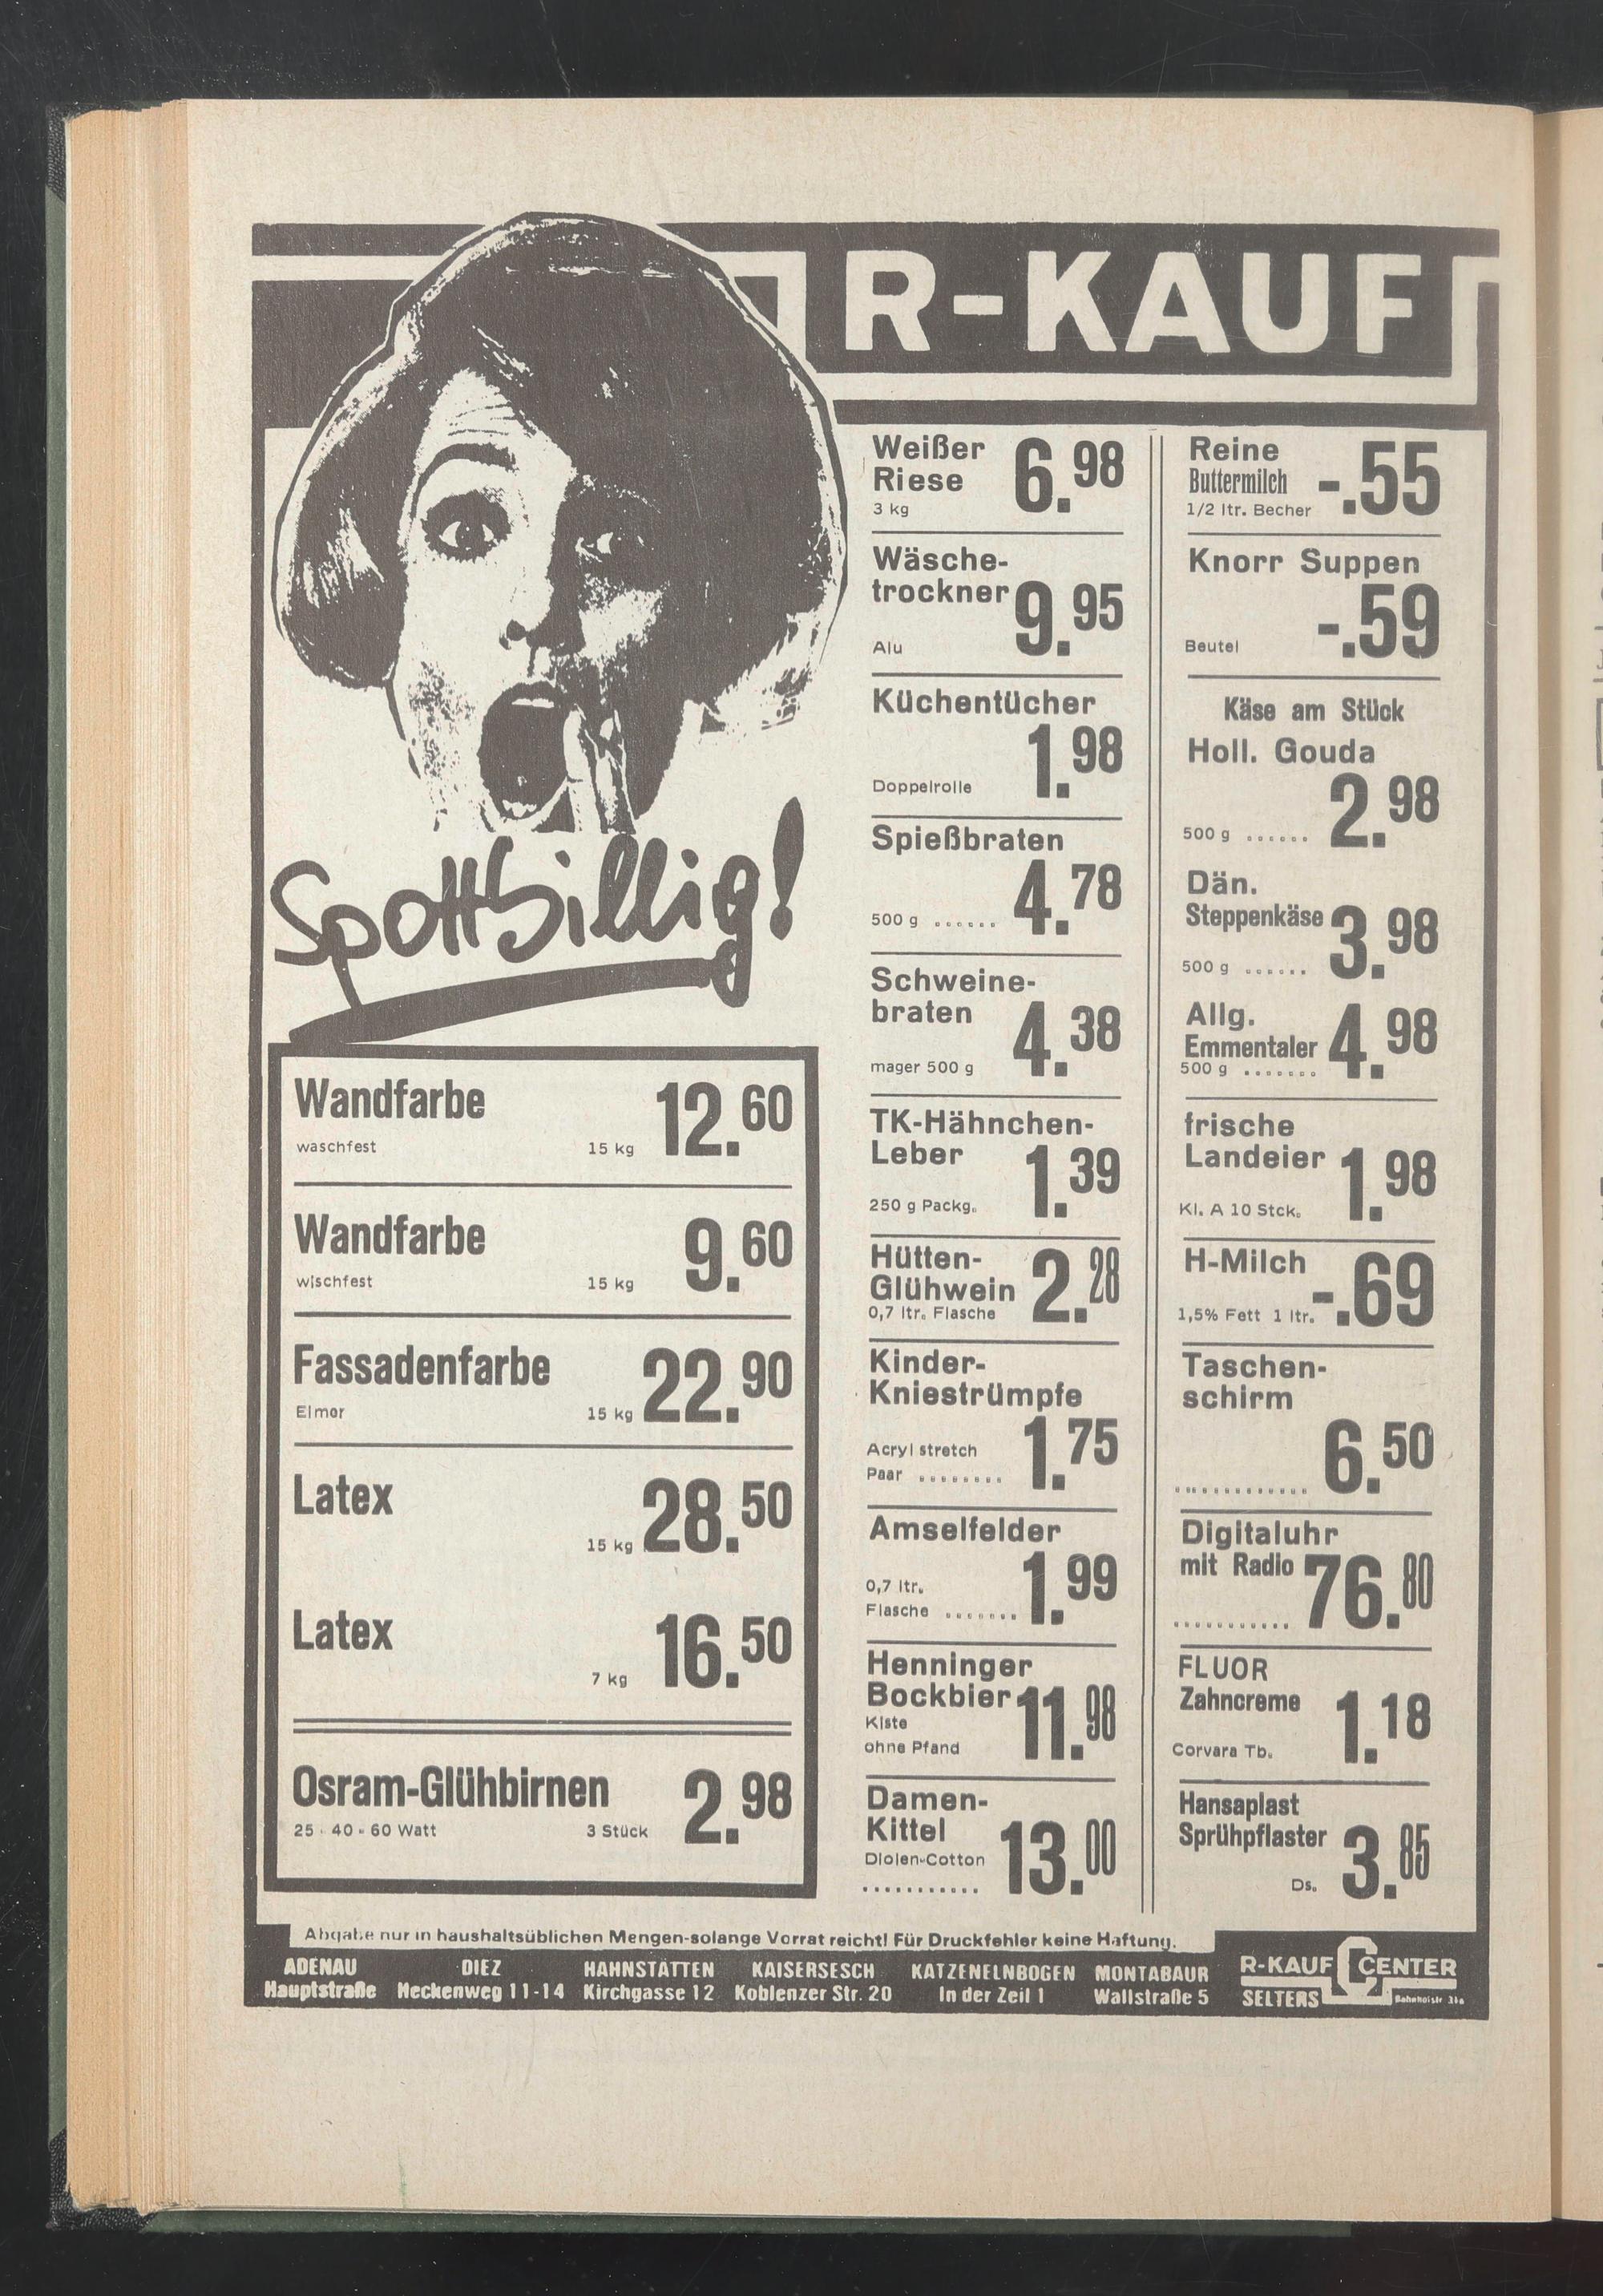 R-KAUF
Spottbillig!
Wandfarbe 12.60
waschfest 15 kg
Wandfarbe 9.60
wischfest 15 kg
Fassadenfarbe 22.90
Eimer 15 kg
Latex 28.50
15 kg
Latex 16.50
7 kg
Osram-Glühbirnen 2.98
25 - 40 - 60 Watt 3 Stück
Weißer
Riese 6.98
3 kg
Wäsche-
trockner 9.95
Alu
Küchentücher
1.98
Doppelrolle
Spießbraten
4.78
500 g ......
Schweine-
braten 4.38
mager 500 g
TK-Hähnchen-
Leber 1.39
250 g Packg.
Hütten-
Glühwein 2.28
0,7 ltr. Flasche
Kinder-
Kniestrümpfe
1.75
Acryl stretch
Paar ........
Amselfelder
1.99
0,7 ltr.
Flasche .......
Henninger
Bockbier 11.98
Kiste
ohne Pfand
Damen-
Kittel 13.00
Diolen-Cotton
...........
Reine
Buttermilch -.55
1/2 ltr. Becher
Knorr Suppen
-.59
Beutel
Käse am Stück
Holl. Gouda
2.98
500 g ......
Dän.
Steppenkäse 3.98
500 g ......
Allg.
Emmentaler 4.98
500 g .......
frische
Landeier 1.98
Kl. A 10 Stck.
H-Milch -.69
1,5% Fett 1 ltr.
Taschen-
schirm
6.50
............
Digitaluhr
mit Radio 76.80
...........
FLUOR
Zahncreme 1.18
Corvara Tb.
Hansaplast
Sprühpflaster 3.85
Ds.
Abgabe nur in haushaltsüblichen Mengen-solange Vorrat reicht! Für Druckfehler keine Haftung.
ADENAU DIEZ HAHNSTÄTTEN KAISERSESCH KATZENELNBOGEN MONTABAUR
Hauptstraße Heckenweg 11-14 Kirchgasse 12 Koblenzer Str. 20 In der Zeil 1 Wallstraße 5
R-KAUF CENTER
SELTERS Bahnhofstr 31a